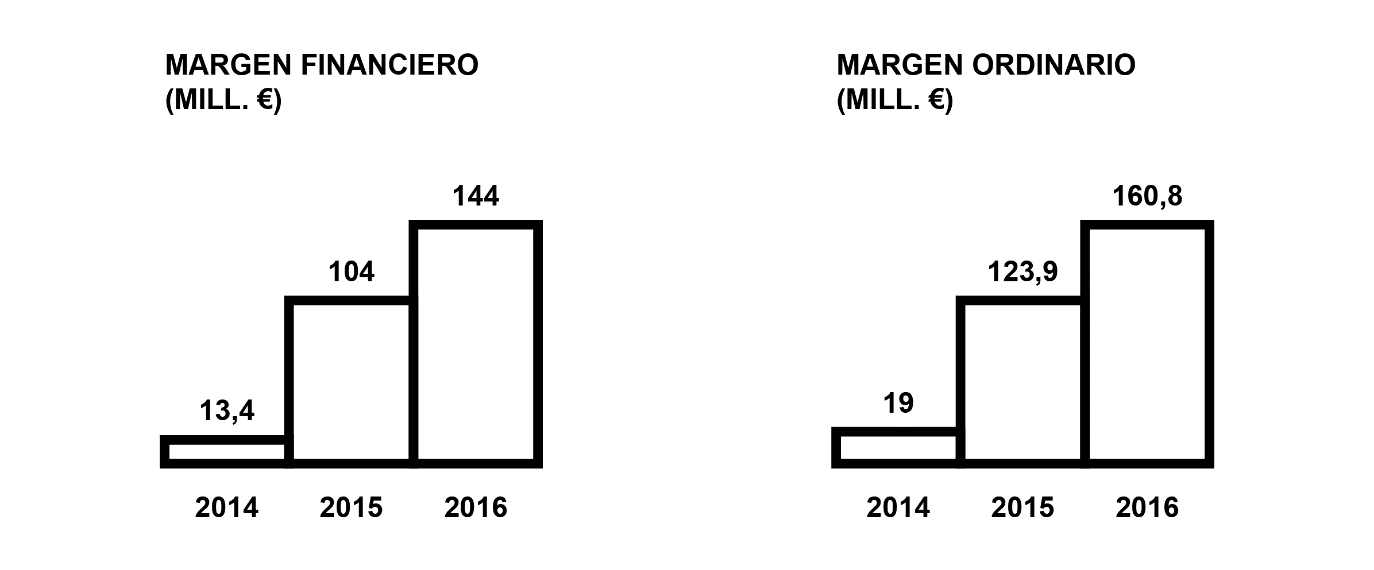 MARGEN FINANCIERO
(MILL. €)
144
104
13,4
2014 2015 2016
MARGEN ORDINARIO
(MILL. €)
160,8
123,9
19
2014 2015 2016